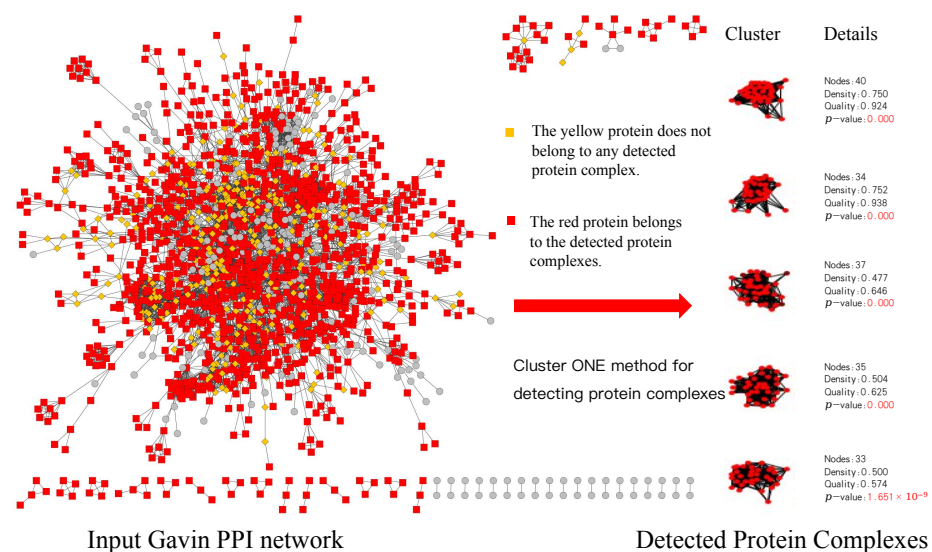 Cluster
Details
Nodes:40
Density:0.750
Quality:0.924
p-value:0.000
The yellow protein does not
belong to any detected
protein complex.
Nodes:34
Density:0.752
Quality:0.938
p-value:0.000
The red protein belongs
to the detected protein
complexes.
Nodes:37
Density:0.477
Quality:0.646
p-value:0.000
Cluster ONE method for
detecting protein complexes
Nodes:35
Density:0.504
Quality:0.625
p-value:0.000
Nodes:33
Density:0.500
Quality:0.574
p-value:1.651 × 10⁻⁹
Input Gavin PPI network
Detected Protein Complexes